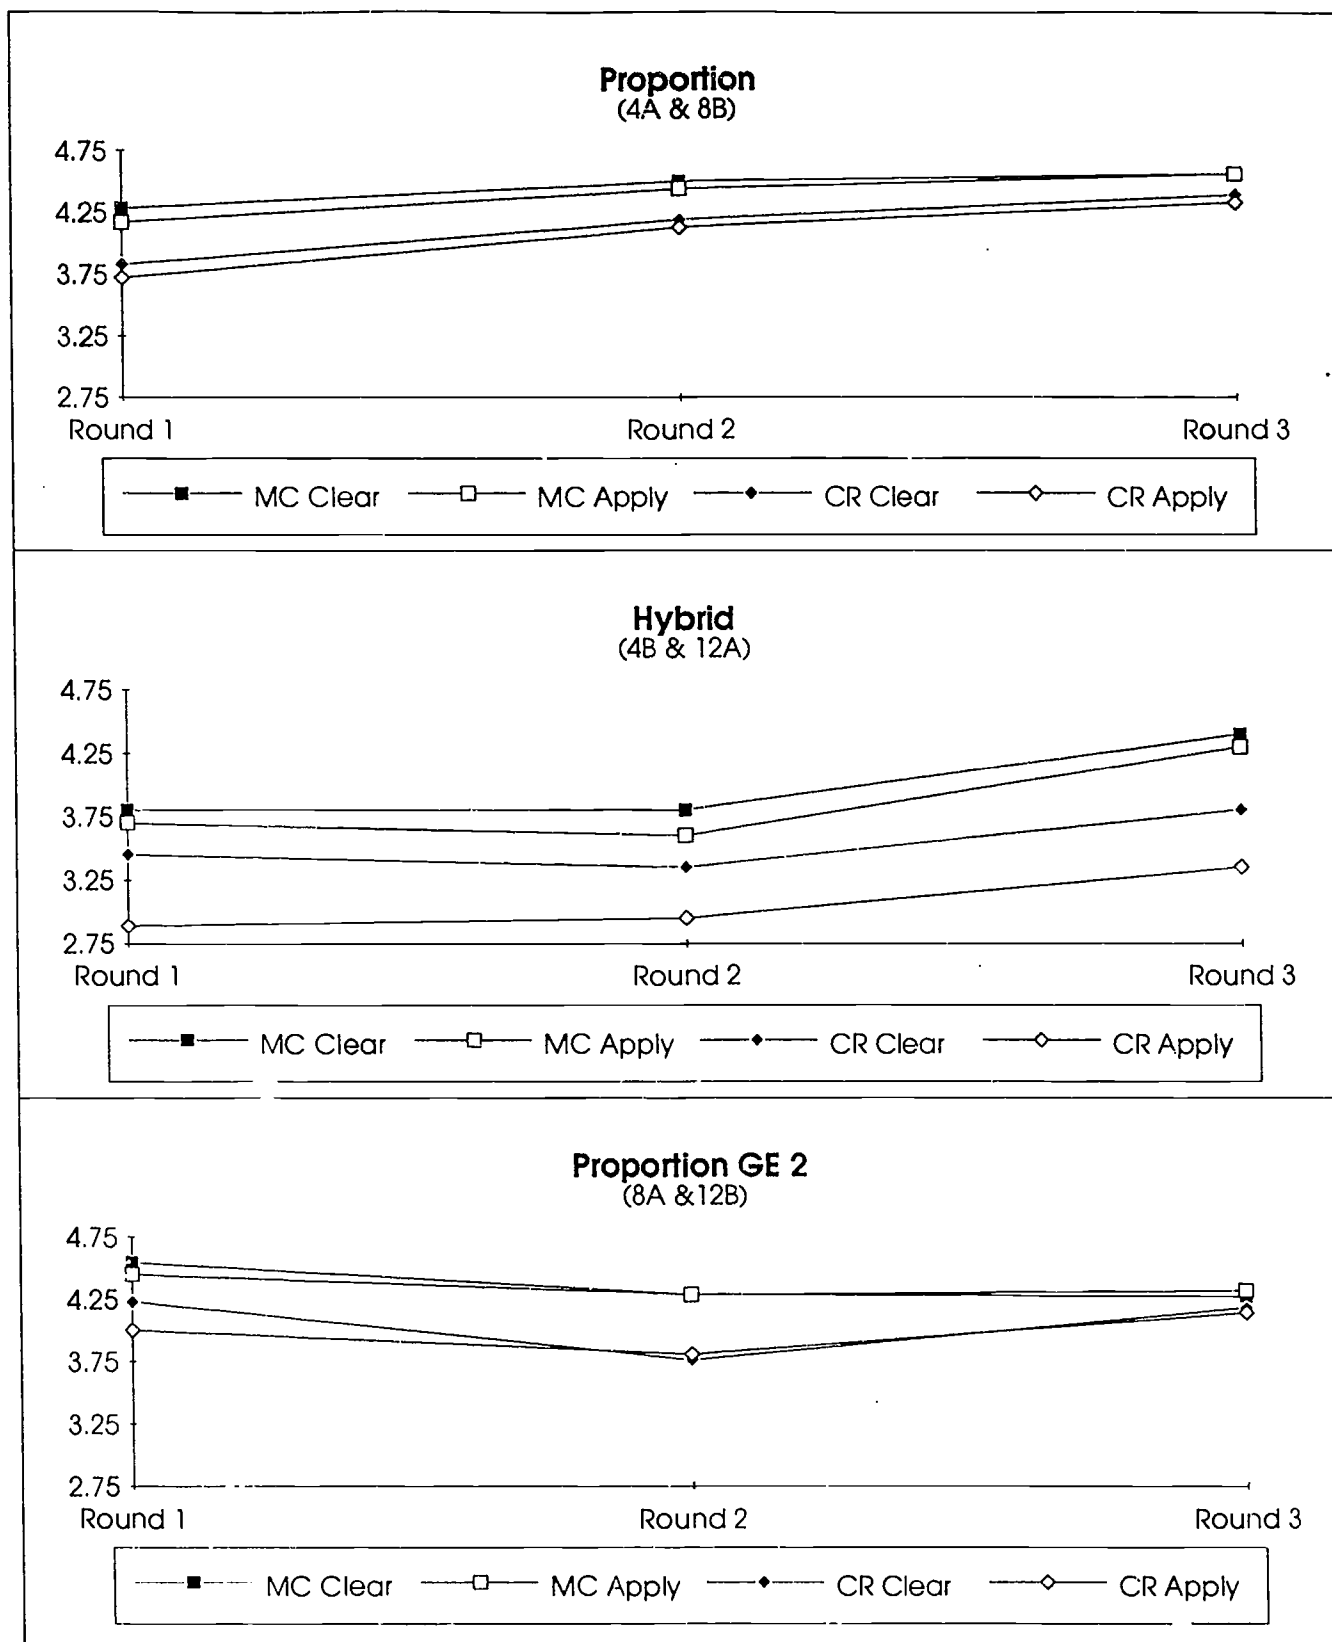 Proportion
(4A & 8B)
4.75
4.25
3.75
3.25
2.75
Round 1 Round 2 Round 3
MC Clear MC Apply CR Clear CR Apply
Hybrid
(4B & 12A)
4.75
4.25
3.75
3.25
2.75
Round 1 Round 2 Round 3
MC Clear MC Apply CR Clear CR Apply
Proportion GE 2
(8A &12B)
4.75
4.25
3.75
3.25
2.75
Round 1 Round 2 Round 3
MC Clear MC Apply CR Clear CR Apply